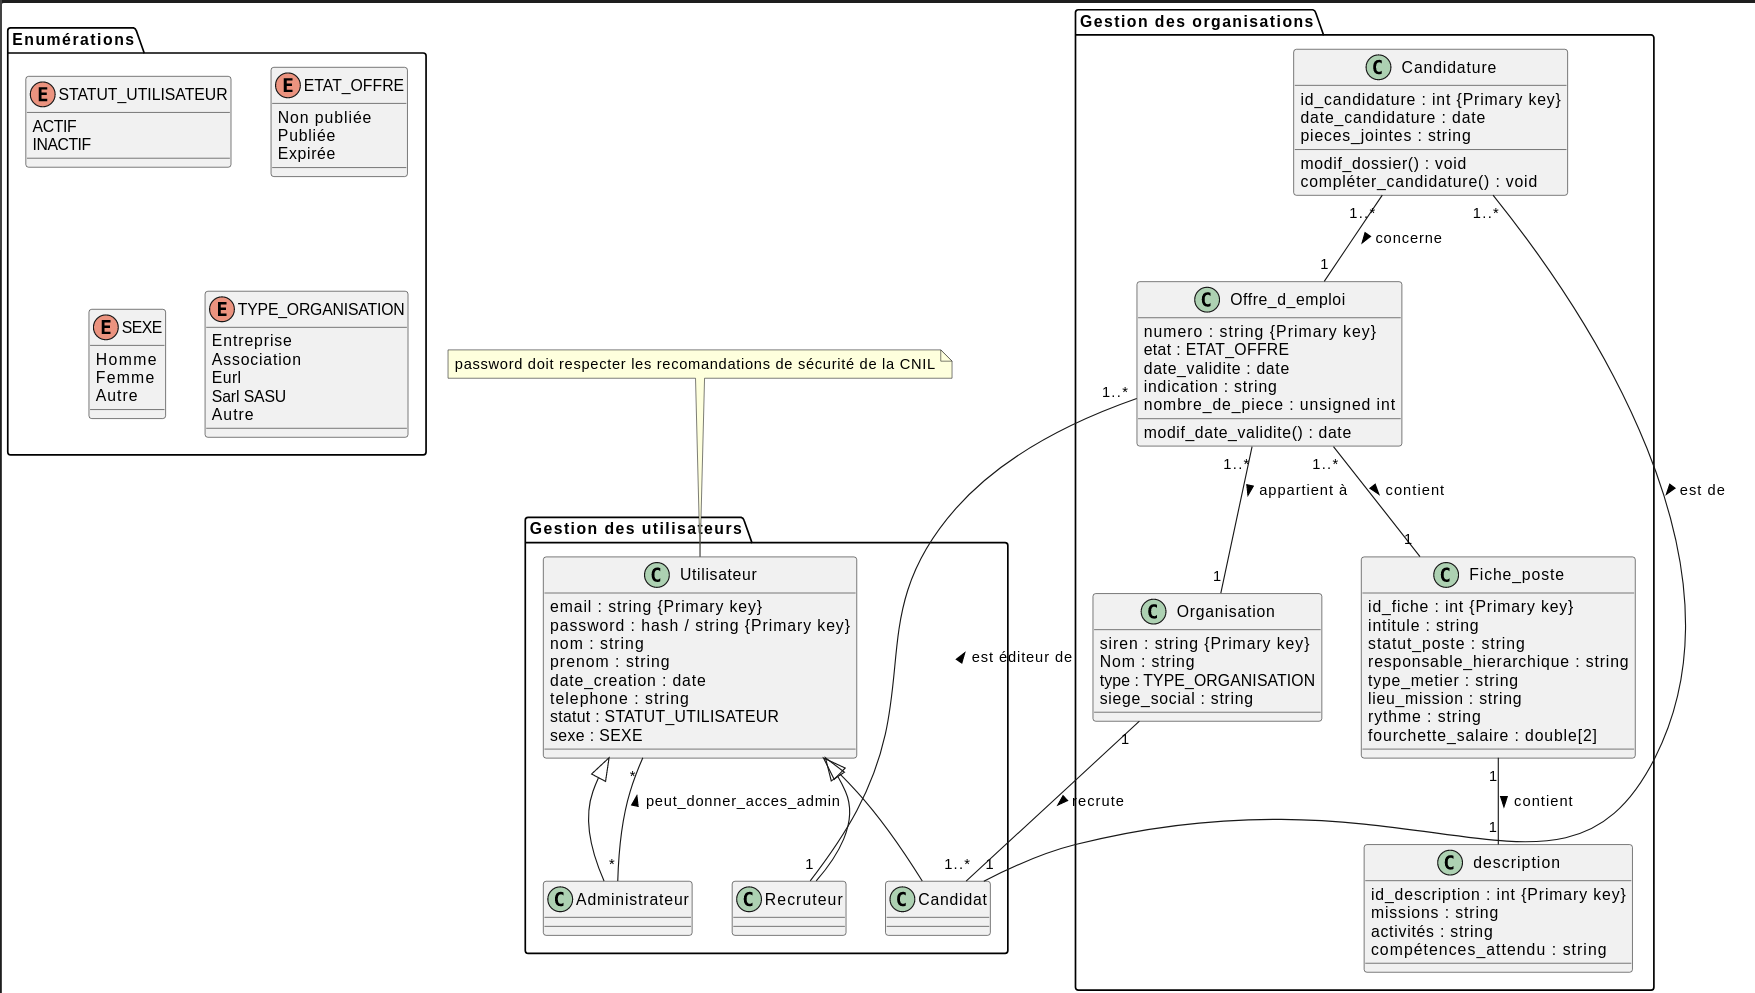 Enumérations
STATUT_UTILISATEUR
ACTIF
INACTIF
ETAT_OFFRE
Non publiée
Publiée
Expirée
SEXE
Homme
Femme
Autre
TYPE_ORGANISATION
Entreprise
Association
Eurl
Sarl SASU
Autre
password doit respecter les recomandations de sécurité de la CNIL
Gestion des utilisateurs
Utilisateur
email : string {Primary key}
password : hash / string {Primary key}
nom : string
prenom : string
date_creation : date
telephone : string
statut : STATUT_UTILISATEUR
sexe : SEXE
*
peut_donner_acces_admin
*
1
1..*
1
Administrateur
Recruteur
Candidat
est éditeur de
1..*
Gestion des organisations
Candidature
id_candidature : int {Primary key}
date_candidature : date
pieces_jointes : string
modif_dossier() : void
compléter_candidature() : void
1..*
1..*
concerne
1
Offre_d_emploi
numero : string {Primary key}
etat : ETAT_OFFRE
date_validite : date
indication : string
nombre_de_piece : unsigned int
modif_date_validite() : date
1..*
1..*
appartient à
contient
est de
1
1
Organisation
siren : string {Primary key}
Nom : string
type : TYPE_ORGANISATION
siege_social : string
1
recrute
Fiche_poste
id_fiche : int {Primary key}
intitule : string
statut_poste : string
responsable_hierarchique : string
type_metier : string
lieu_mission : string
rythme : string
fourchette_salaire : double[2]
1
contient
1
description
id_description : int {Primary key}
missions : string
activités : string
compétences_attendu : string